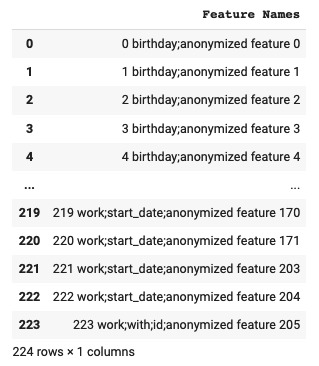 Feature Names
0 0 birthday;anonymized feature 0
1 1 birthday;anonymized feature 1
2 2 birthday;anonymized feature 2
3 3 birthday;anonymized feature 3
4 4 birthday;anonymized feature 4
... ...
219 219 work;start_date;anonymized feature 170
220 220 work;start_date;anonymized feature 171
221 221 work;start_date;anonymized feature 203
222 222 work;start_date;anonymized feature 204
223 223 work;with;id;anonymized feature 205
224 rows × 1 columns